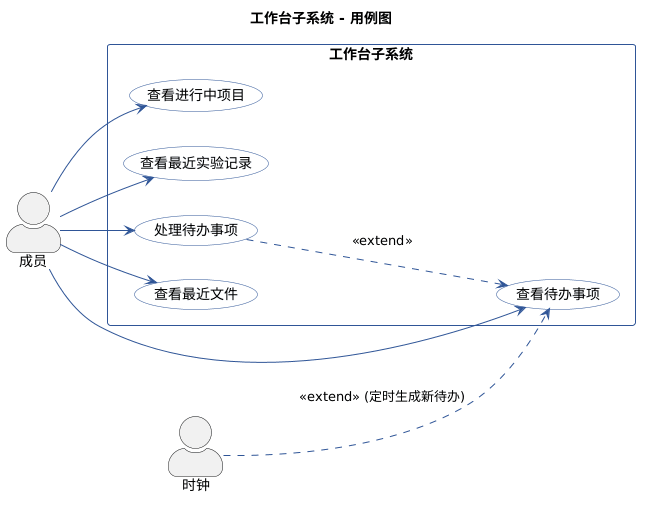 工作台子系统 - 用例图
工作台子系统
查看进行中项目
查看最近实验记录
处理待办事项
«extend»
查看最近文件
查看待办事项
成员
«extend» (定时生成新待办)
时钟